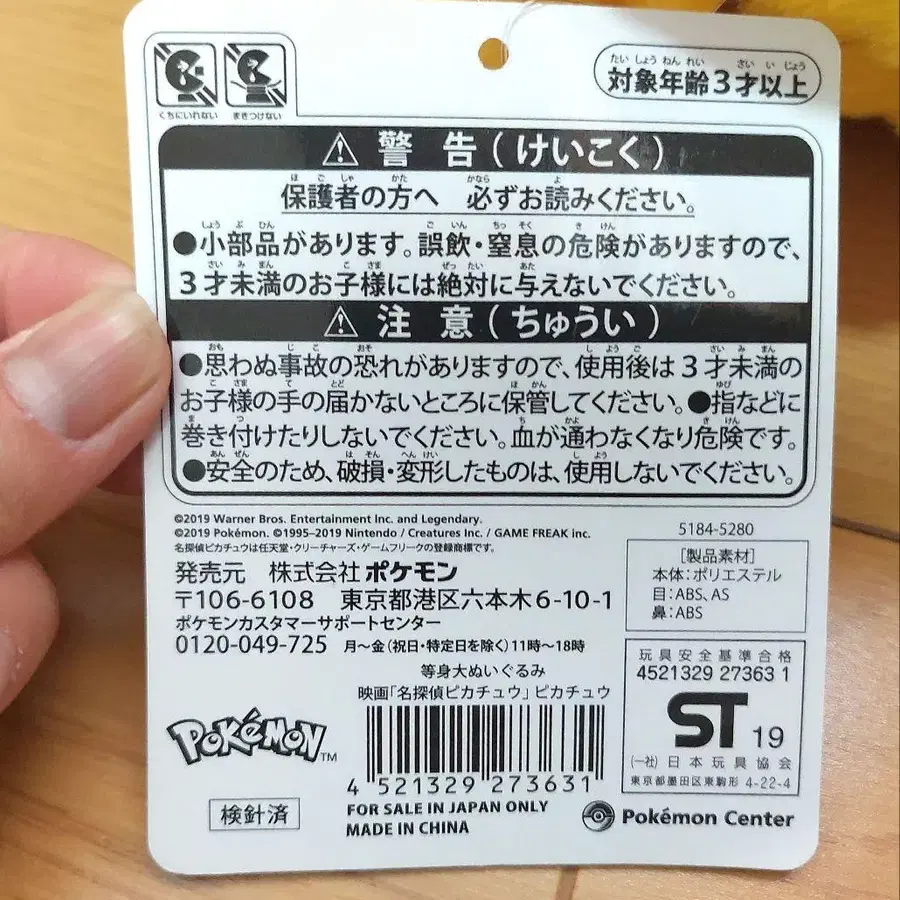 くちにいれない まきつけない
対象年齢3才以上
警告(けいこく)
保護者の方へ 必ずお読みください。
●小部品があります。誤飲・窒息の危険がありますので、
3才未満のお子様には絶対に与えないでください。
注意(ちゅうい)
●思わぬ事故の恐れがありますので、使用後は3才未満の
お子様の手の届かないところに保管してください。●指などに
巻き付けたりしないでください。血が通わなくなり危険です。
●安全のため、破損・変形したものは、使用しないでください。
©2019 Warner Bros. Entertainment Inc. and Legendary.
©2019 Pokémon. ©1995–2019 Nintendo / Creatures Inc. / GAME FREAK inc.
名探偵ピカチュウは任天堂・クリーチャーズ・ゲームフリークの登録商標です。
発売元 株式会社ポケモン
〒106-6108 東京都港区六本木6-10-1
ポケモンカスタマーサポートセンター
0120-049-725 月～金(祝日・特定日を除く)11時～18時
5184-5280
[製品素材]
本体:ポリエステル
目:ABS、AS
鼻:ABS
等身大ぬいぐるみ
映画「名探偵ピカチュウ」ピカチュウ
玩具安全基準合格
4521329 27363 1
ST 19
(一社)日本玩具協会
東京都墨田区東駒形 4-22-4
POKéMON TM
4 521329 273631
検針済
FOR SALE IN JAPAN ONLY
MADE IN CHINA
Pokémon Center